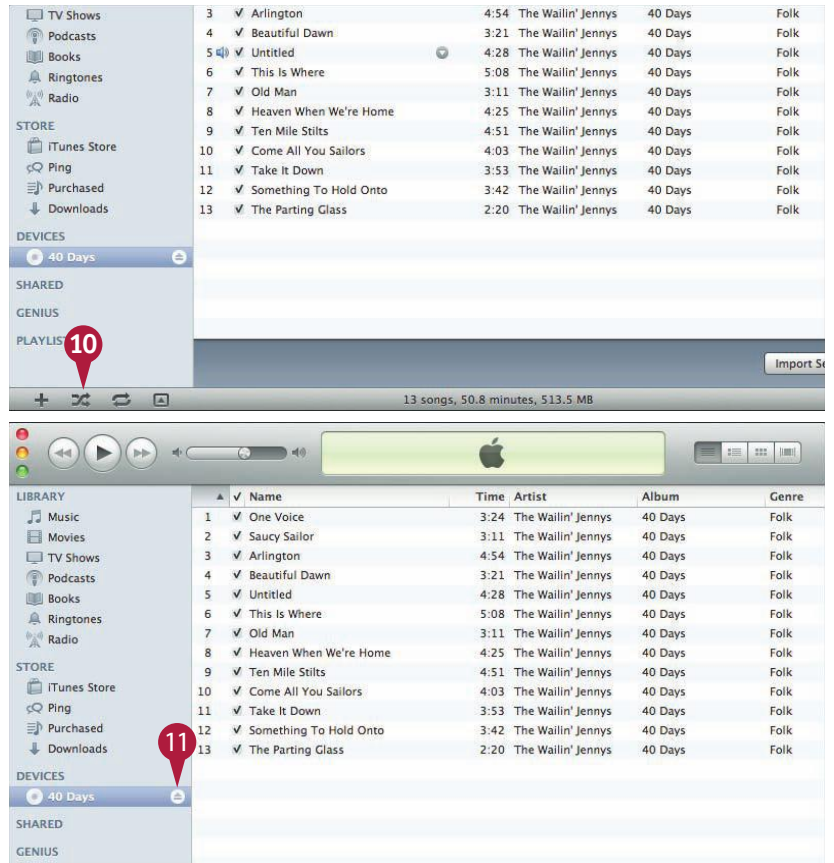 TV Shows 3 ✓ Arlington 4:54 The Wailin' Jennys 40 Days Folk
Podcasts 4 ✓ Beautiful Dawn 3:21 The Wailin' Jennys 40 Days Folk
Books 5 ✓ Untitled 4:28 The Wailin' Jennys 40 Days Folk
Ringtones 6 ✓ This Is Where 5:08 The Wailin' Jennys 40 Days Folk
Radio 7 ✓ Old Man 3:11 The Wailin' Jennys 40 Days Folk
8 ✓ Heaven When We're Home 4:25 The Wailin' Jennys 40 Days Folk
STORE 9 ✓ Ten Mile Stilts 4:51 The Wailin' Jennys 40 Days Folk
iTunes Store 10 ✓ Come All You Sailors 4:03 The Wailin' Jennys 40 Days Folk
Ping 11 ✓ Take It Down 3:53 The Wailin' Jennys 40 Days Folk
Purchased 12 ✓ Something To Hold Onto 3:42 The Wailin' Jennys 40 Days Folk
Downloads 13 ✓ The Parting Glass 2:20 The Wailin' Jennys 40 Days Folk
DEVICES
40 Days
SHARED
GENIUS
PLAYLIS
10
Import Se
13 songs, 50.8 minutes, 513.5 MB
LIBRARY ✓ Name Time Artist Album Genre
Music 1 ✓ One Voice 3:24 The Wailin' Jennys 40 Days Folk
Movies 2 ✓ Saucy Sailor 3:11 The Wailin' Jennys 40 Days Folk
TV Shows 3 ✓ Arlington 4:54 The Wailin' Jennys 40 Days Folk
Podcasts 4 ✓ Beautiful Dawn 3:21 The Wailin' Jennys 40 Days Folk
Books 5 ✓ Untitled 4:28 The Wailin' Jennys 40 Days Folk
Ringtones 6 ✓ This Is Where 5:08 The Wailin' Jennys 40 Days Folk
Radio 7 ✓ Old Man 3:11 The Wailin' Jennys 40 Days Folk
8 ✓ Heaven When We're Home 4:25 The Wailin' Jennys 40 Days Folk
STORE 9 ✓ Ten Mile Stilts 4:51 The Wailin' Jennys 40 Days Folk
iTunes Store 10 ✓ Come All You Sailors 4:03 The Wailin' Jennys 40 Days Folk
Ping 11 ✓ Take It Down 3:53 The Wailin' Jennys 40 Days Folk
Purchased 12 ✓ Something To Hold Onto 3:42 The Wailin' Jennys 40 Days Folk
Downloads 11 13 ✓ The Parting Glass 2:20 The Wailin' Jennys 40 Days Folk
DEVICES
40 Days
SHARED
GENIUS